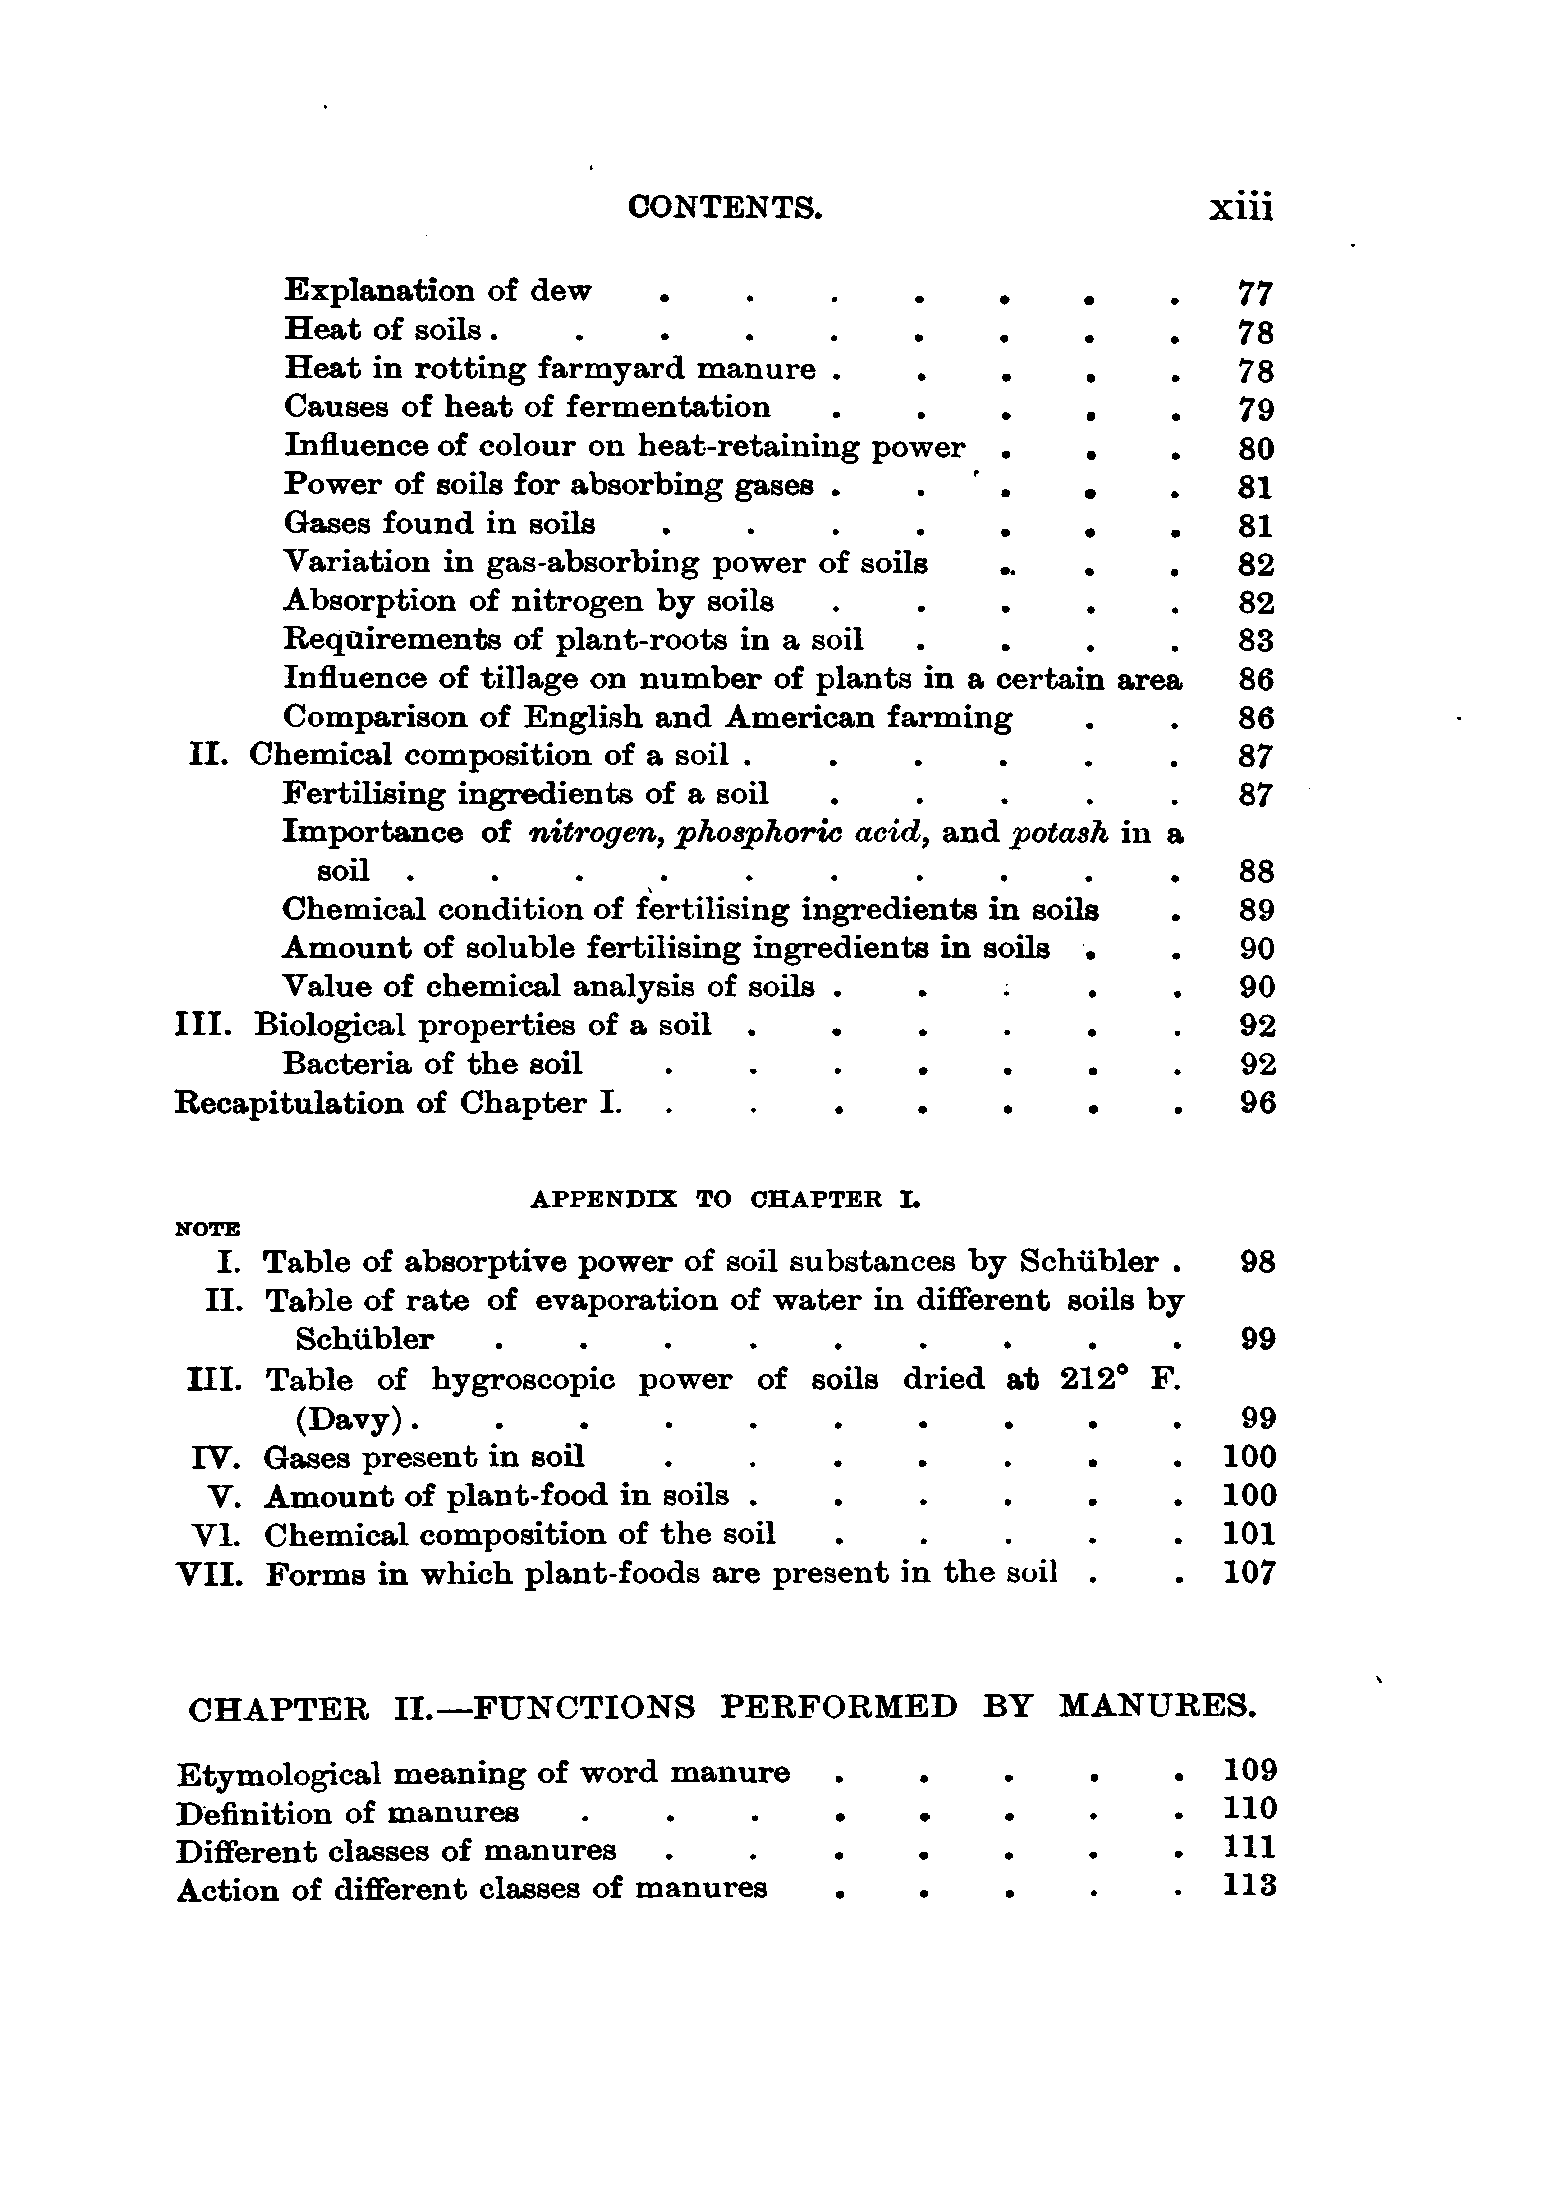 CONTENTS. xiii
Explanation of dew . . . . . . . 77
Heat of soils . . . . . . . . . 78
Heat in rotting farmyard manure . . . . . 78
Causes of heat of fermentation . . . . . 79
Influence of colour on heat-retaining power . . . 80
Power of soils for absorbing gases . . . . . 81
Gases found in soils . . . . . . . 81
Variation in gas-absorbing power of soils . . . 82
Absorption of nitrogen by soils . . . . . 82
Requirements of plant-roots in a soil . . . . 83
Influence of tillage on number of plants in a certain area 86
Comparison of English and American farming . . 86
II. Chemical composition of a soil . . . . . . 87
Fertilising ingredients of a soil . . . . . 87
Importance of nitrogen, phosphoric acid, and potash in a
soil . . . . . . . . . . 88
Chemical condition of fertilising ingredients in soils . 89
Amount of soluble fertilising ingredients in soils . . 90
Value of chemical analysis of soils . . . . . 90
III. Biological properties of a soil . . . . . . 92
Bacteria of the soil . . . . . . . 92
Recapitulation of Chapter I. . . . . . . . 96
APPENDIX TO CHAPTER I.
NOTE
I. Table of absorptive power of soil substances by Schübler . 98
II. Table of rate of evaporation of water in different soils by
Schübler . . . . . . . . . 99
III. Table of hygroscopic power of soils dried at 212° F.
(Davy) . . . . . . . . . . 99
IV. Gases present in soil . . . . . . . 100
V. Amount of plant-food in soils . . . . . . 100
VI. Chemical composition of the soil . . . . . 101
VII. Forms in which plant-foods are present in the soil . . 107
CHAPTER II.—FUNCTIONS PERFORMED BY MANURES.
Etymological meaning of word manure . . . . . 109
Definition of manures . . . . . . . . 110
Different classes of manures . . . . . . . 111
Action of different classes of manures . . . . . 113